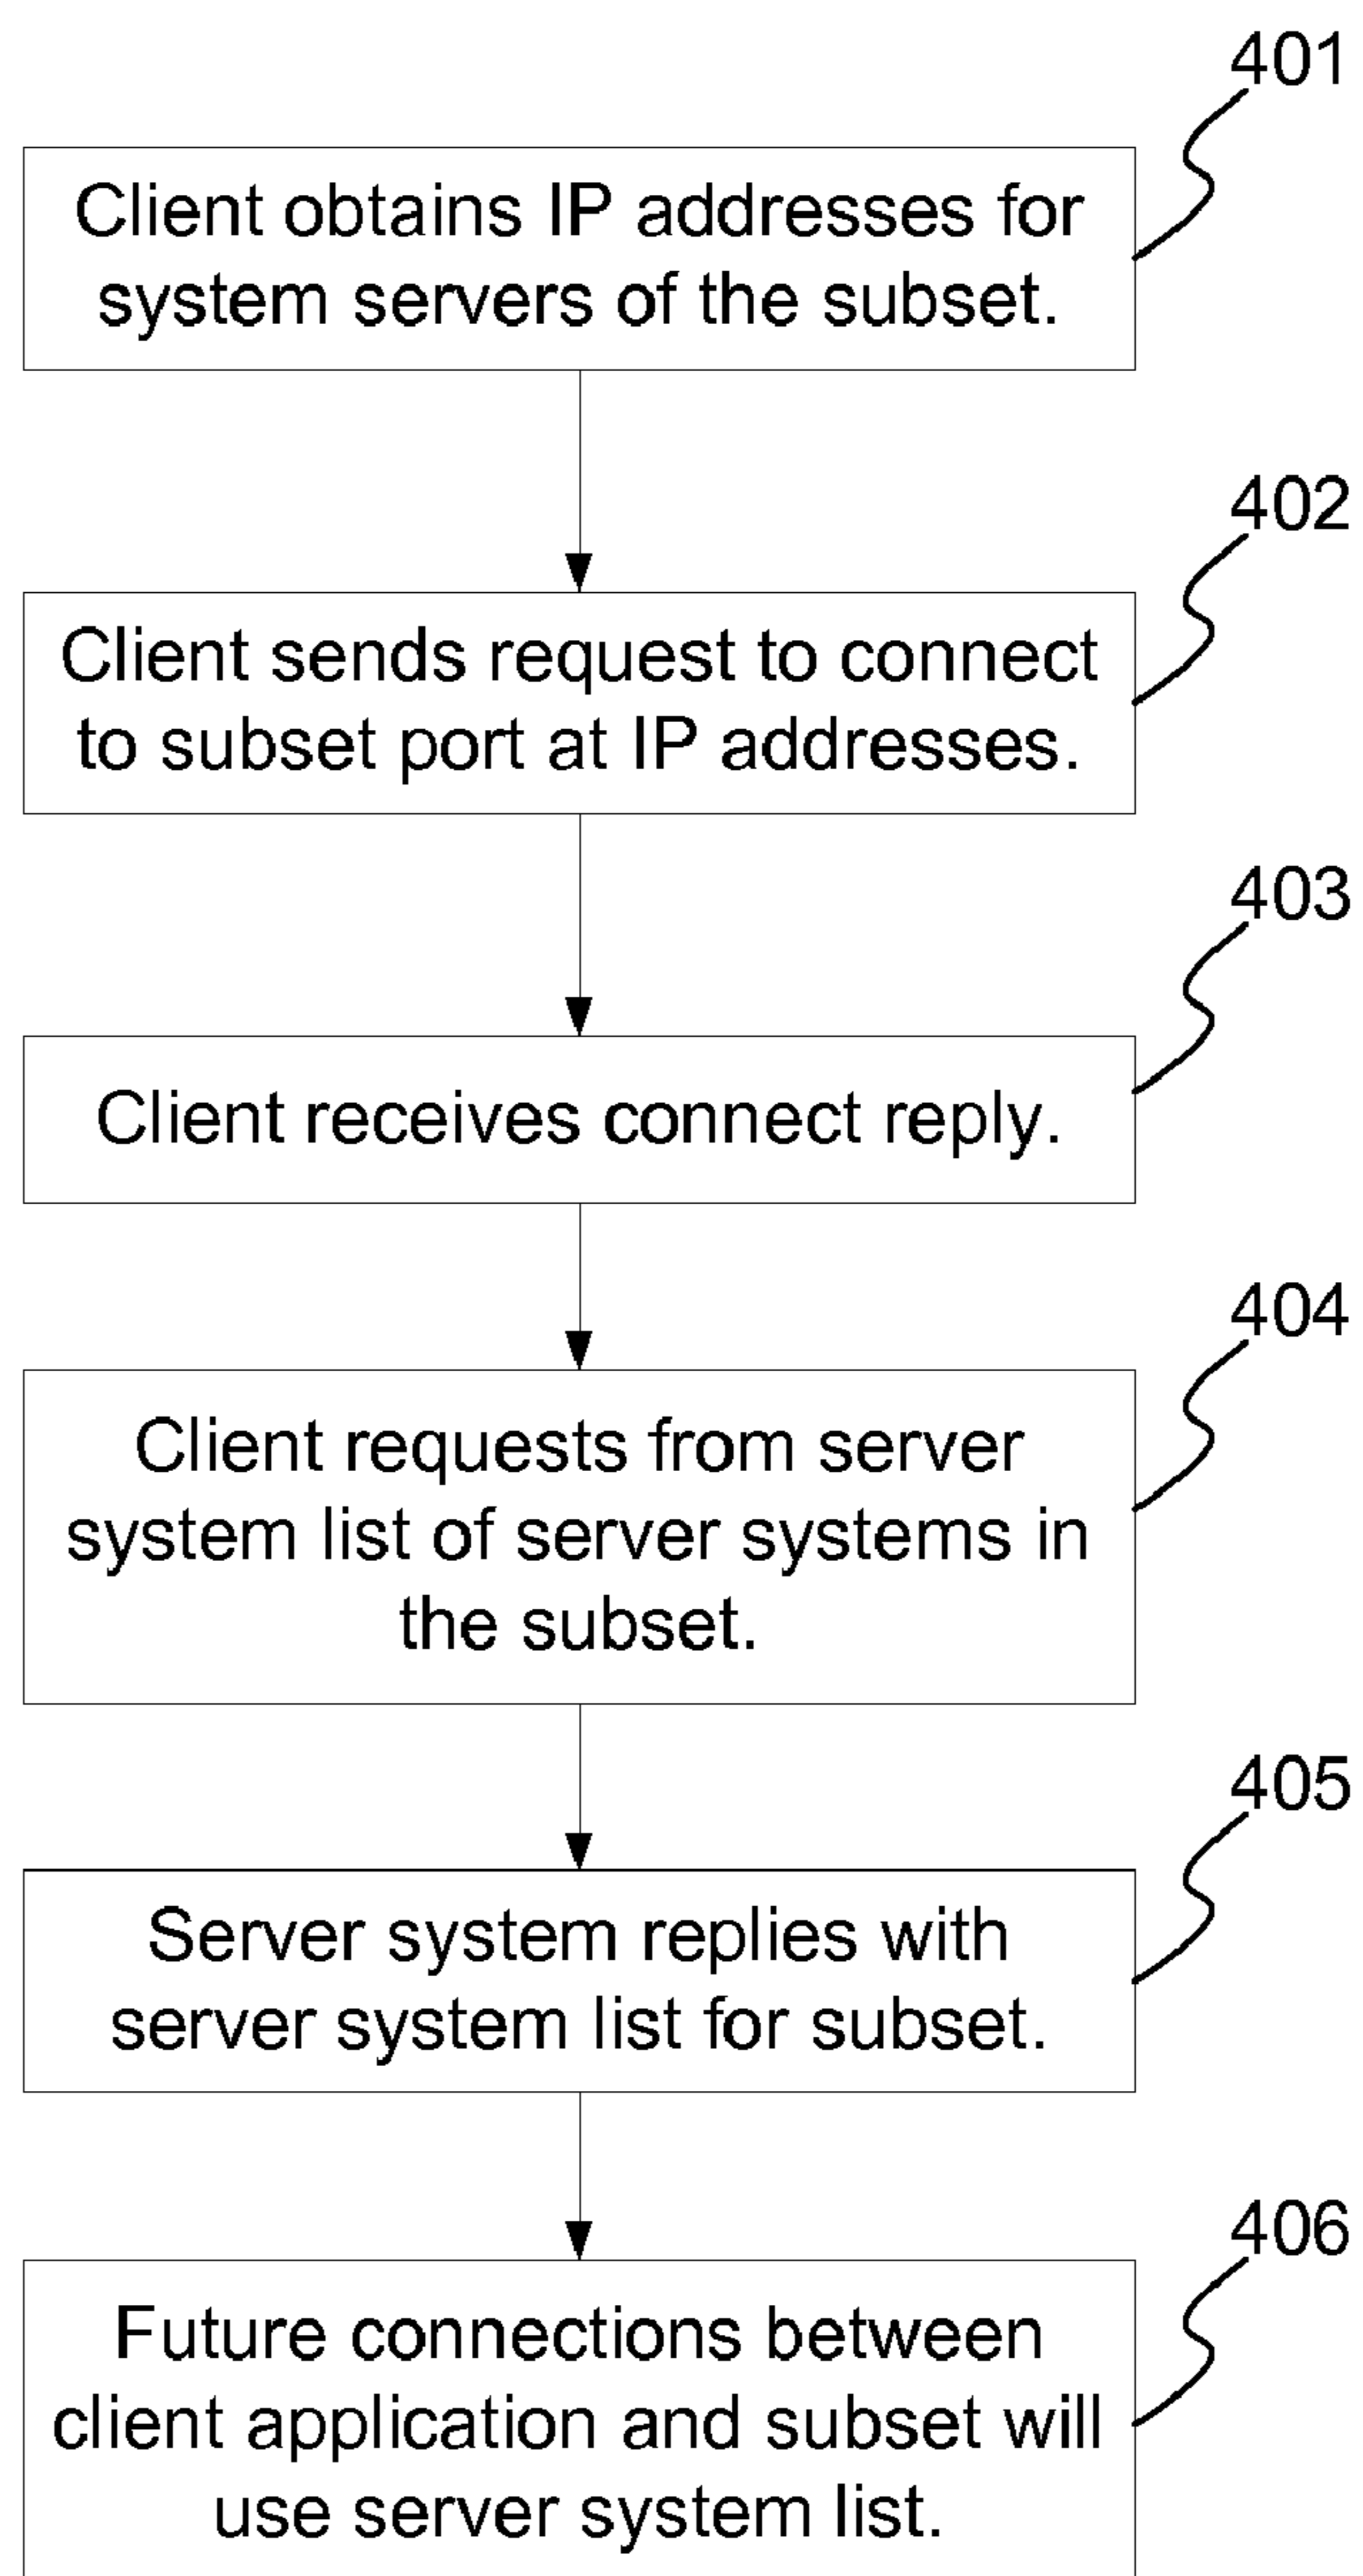 401
Client obtains IP addresses for
system servers of the subset.
402
Client sends request to connect
to subset port at IP addresses.
403
Client receives connect reply.
404
Client requests from server
system list of server systems in
the subset.
405
Server system replies with
server system list for subset.
406
Future connections between
client application and subset will
use server system list.